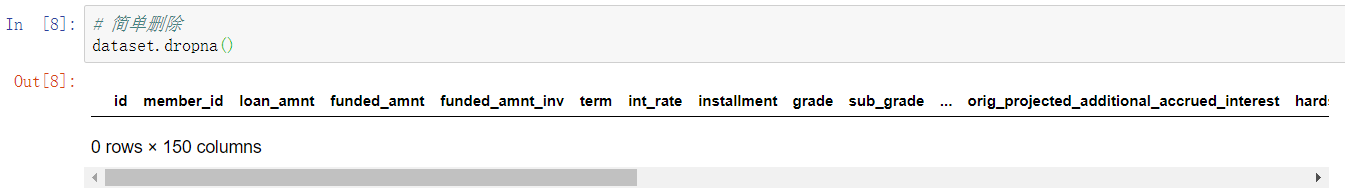 In [8]:
# 简单删除
dataset.dropna()
Out[8]:
id member_id loan_amnt funded_amnt funded_amnt_inv term int_rate installment grade sub_grade ... orig_projected_additional_accrued_interest
0 rows × 150 columns